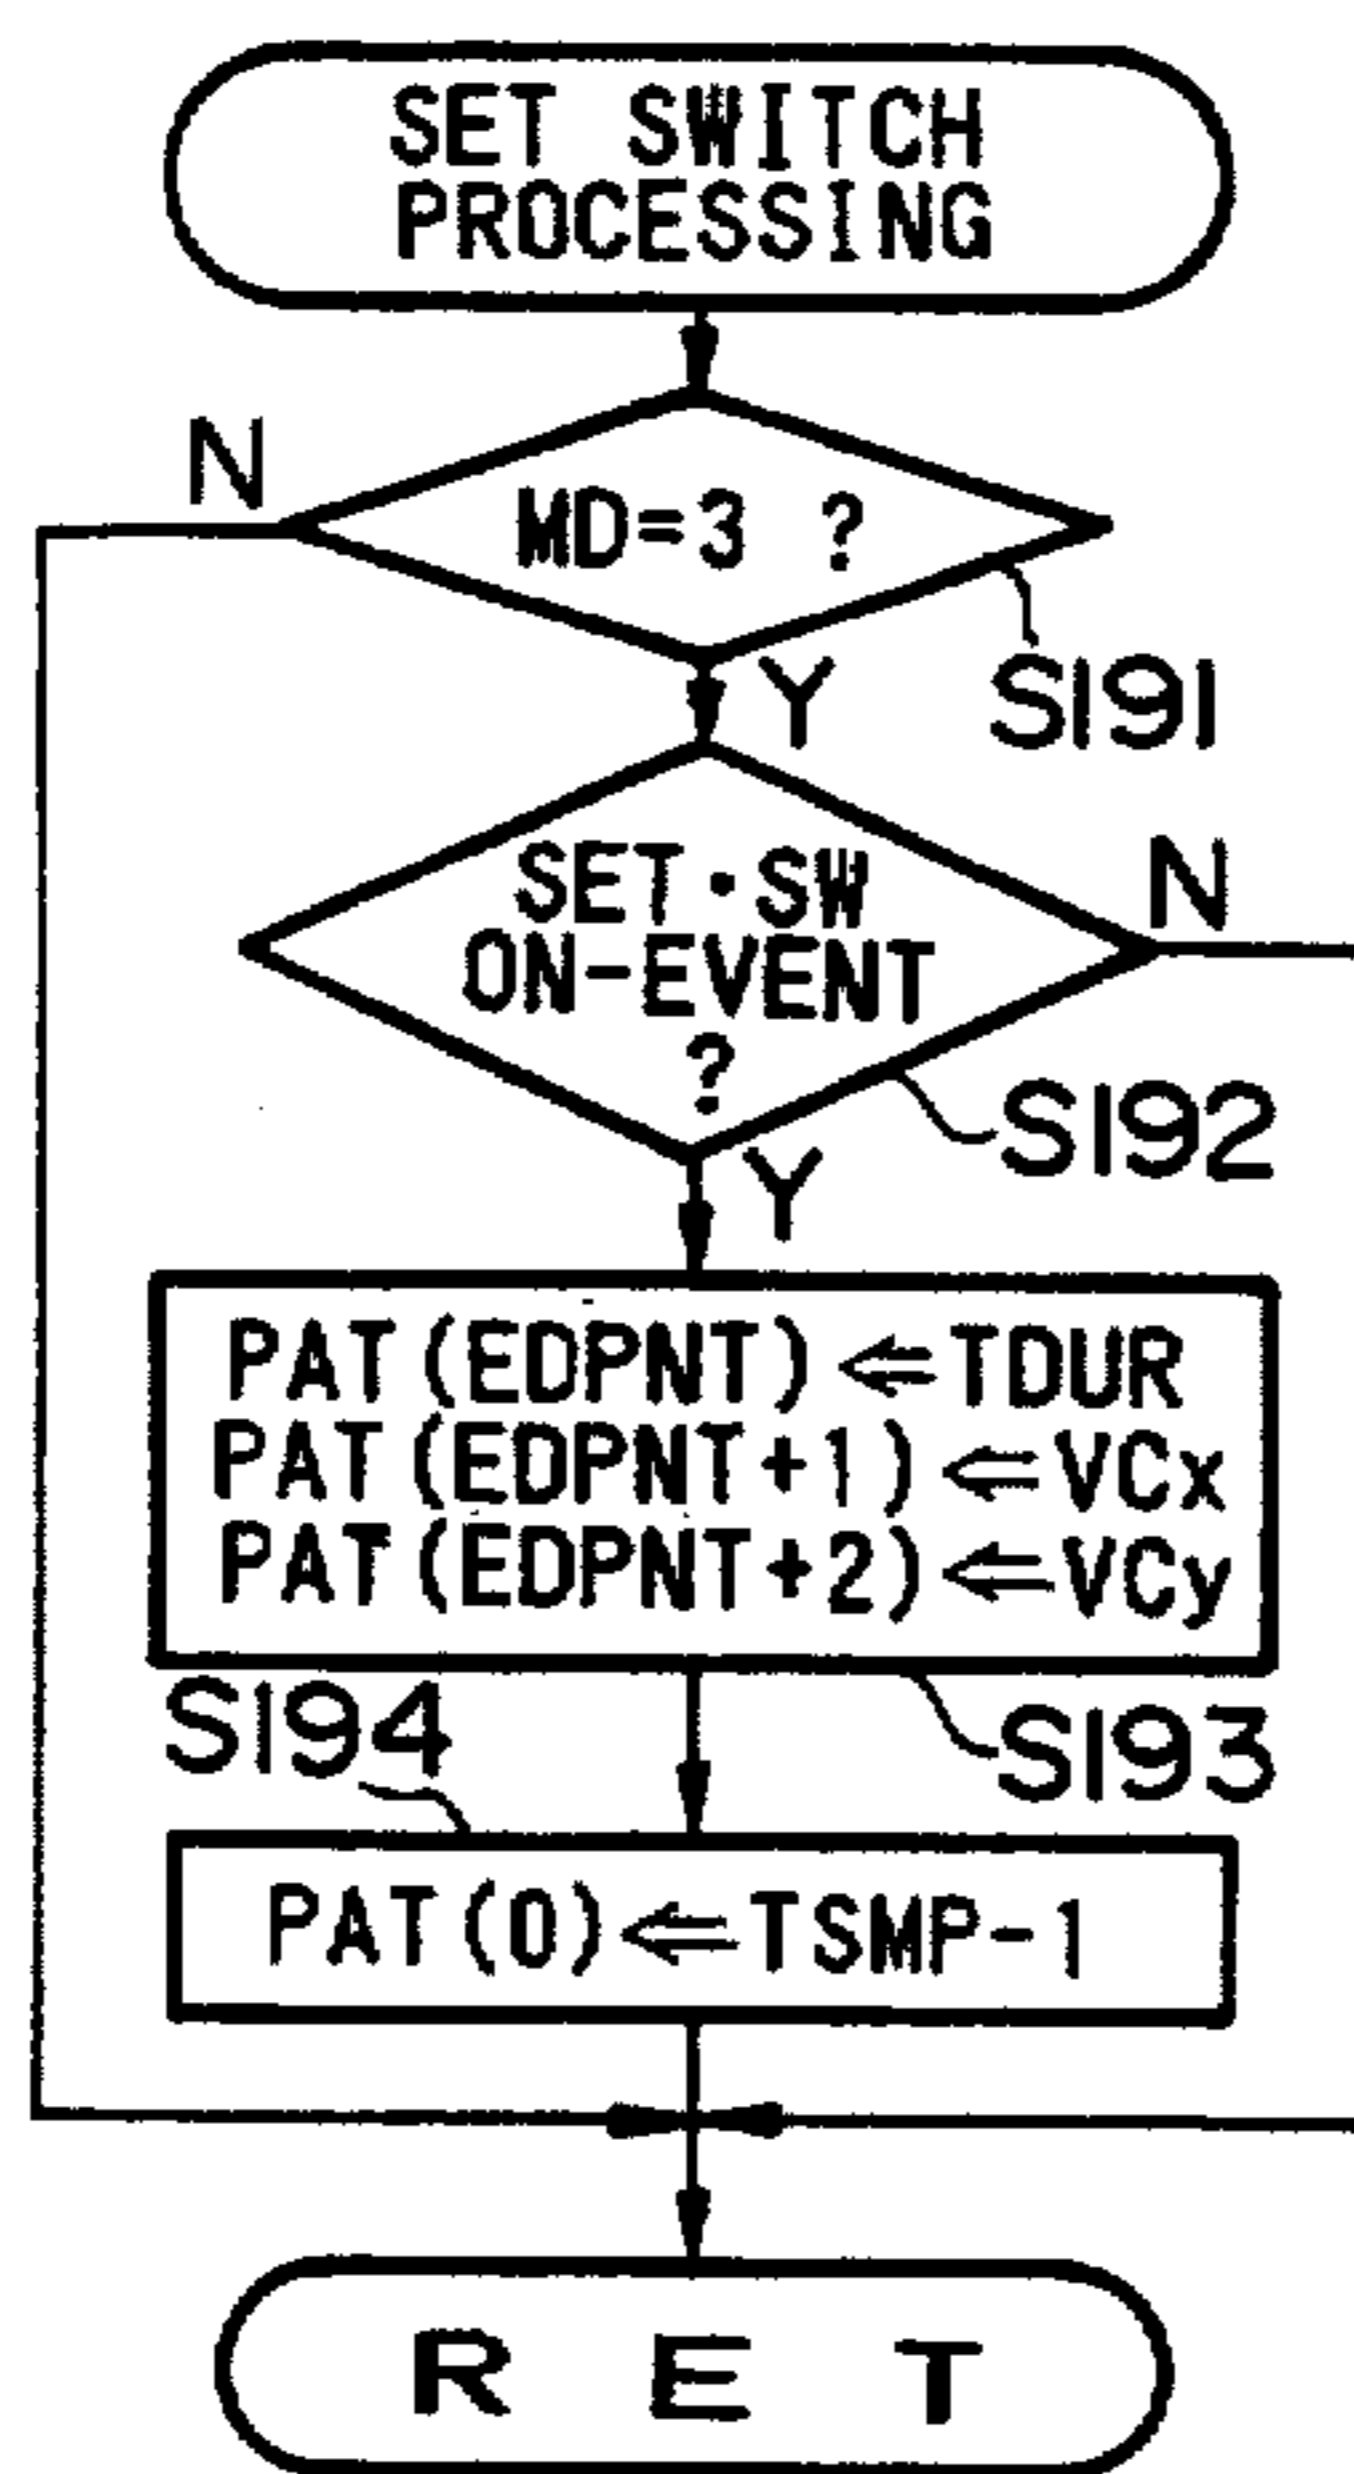 SET SWITCH
PROCESSING
N
MD=3 ?
Y
S191
SET・SW
ON-EVENT
?
N
S192
Y
PAT(EDPNT)⇐TDUR
PAT(EDPNT+1)⇐VCx
PAT(EDPNT+2)⇐VCy
S194
S193
PAT(0)⇐TSMP-1
R E T